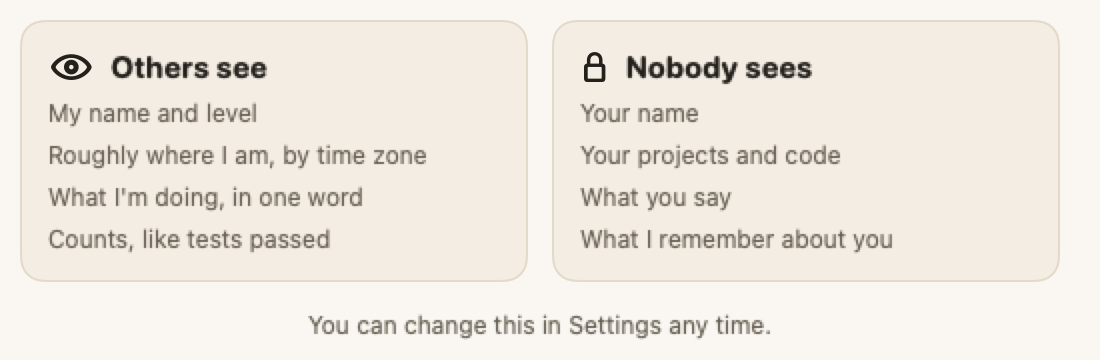 Others see
My name and level
Roughly where I am, by time zone
What I'm doing, in one word
Counts, like tests passed
Nobody sees
Your name
Your projects and code
What you say
What I remember about you
You can change this in Settings any time.